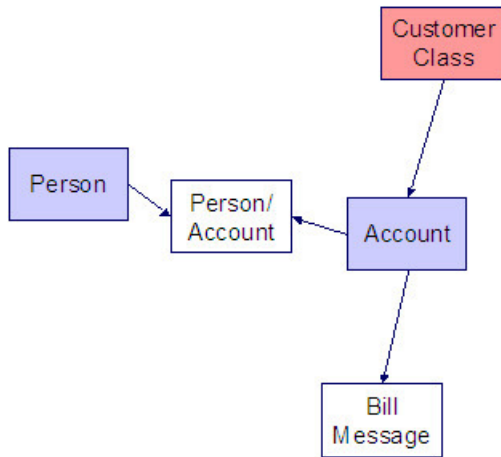 Customer
Class
Person
Person/
Account
Account
Bill
Message